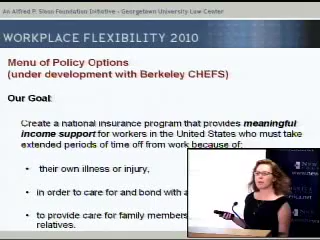 An Alfred P. Sloan Foundation Initiative - Georgetown University Law Center
WORKPLACE FLEXIBILITY 2010
Menu of Policy Options
(under development with Berkeley CHEFS)
Our Goal:
Create a national insurance program that provides meaningful
income support for workers in the United States who must take
extended periods of time off from work because of:
• their own illness or injury,
• in order to care for and bond with a
• to provide care for family members
relatives.